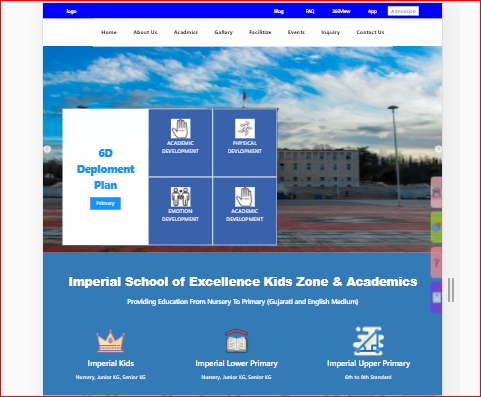 logo
Blog FAQ 360View App Admission
Home About Us Acadmics Gallary Facilitize Events Inquiry Contact Us
6D
Deploment
Plan
Primary
ACADEMIC
DEVELOPMENT
PHYSICAL
DEVLOPMENT
EMOTION
DEVELOPMENT
ACADEMIC
DEVELOPMENT
Imperial School of Excellence Kids Zone & Academics
Providing Education From Nursery To Primary (Gujarati and English Medium)
Imperial Kids
Nursery, Junior KG, Senior KG
Imperial Lower Primary
Nursery, Junior KG, Senior KG
Imperial Upper Primary
6th to 8th Standard